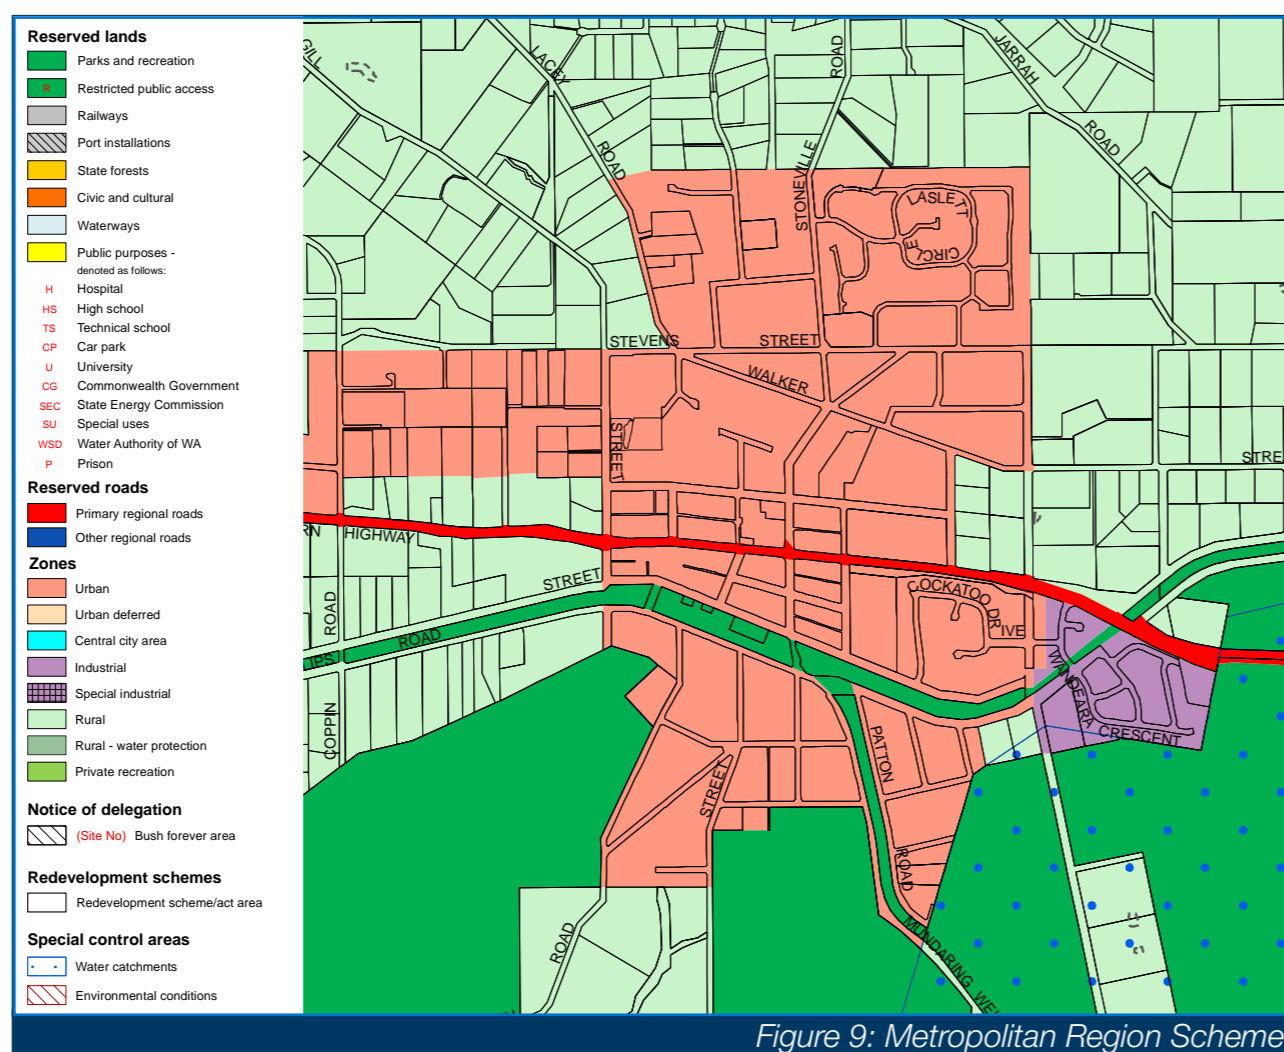 Reserved lands
Parks and recreation
R Restricted public access
Railways
Port installations
State forests
Civic and cultural
Waterways
Public purposes -
denoted as follows:
H Hospital
HS High school
TS Technical school
CP Car park
U University
CG Commonwealth Government
SEC State Energy Commission
SU Special uses
WSD Water Authority of WA
P Prison
Reserved roads
Primary regional roads
Other regional roads
Zones
Urban
Urban deferred
Central city area
Industrial
Special industrial
Rural
Rural - water protection
Private recreation
Notice of delegation
(Site No) Bush forever area
Redevelopment schemes
Redevelopment scheme/act area
Special control areas
Water catchments
Environmental conditions
GILL
LACEY
ROAD
STONEVILLE
ROAD
JARRAH
ROAD
LASLETT
CIRCLE
STEVENS STREET
WALKER
STREET
STRE
RN HIGHWAY
STREET
ROAD
IPS ROAD
COPPIN
COCKATOO DRIVE
WANDEARA
CRESCENT
PATTON
ROAD
STREET
ROAD
MUNDARING WEI
Figure 9: Metropolitan Region Scheme